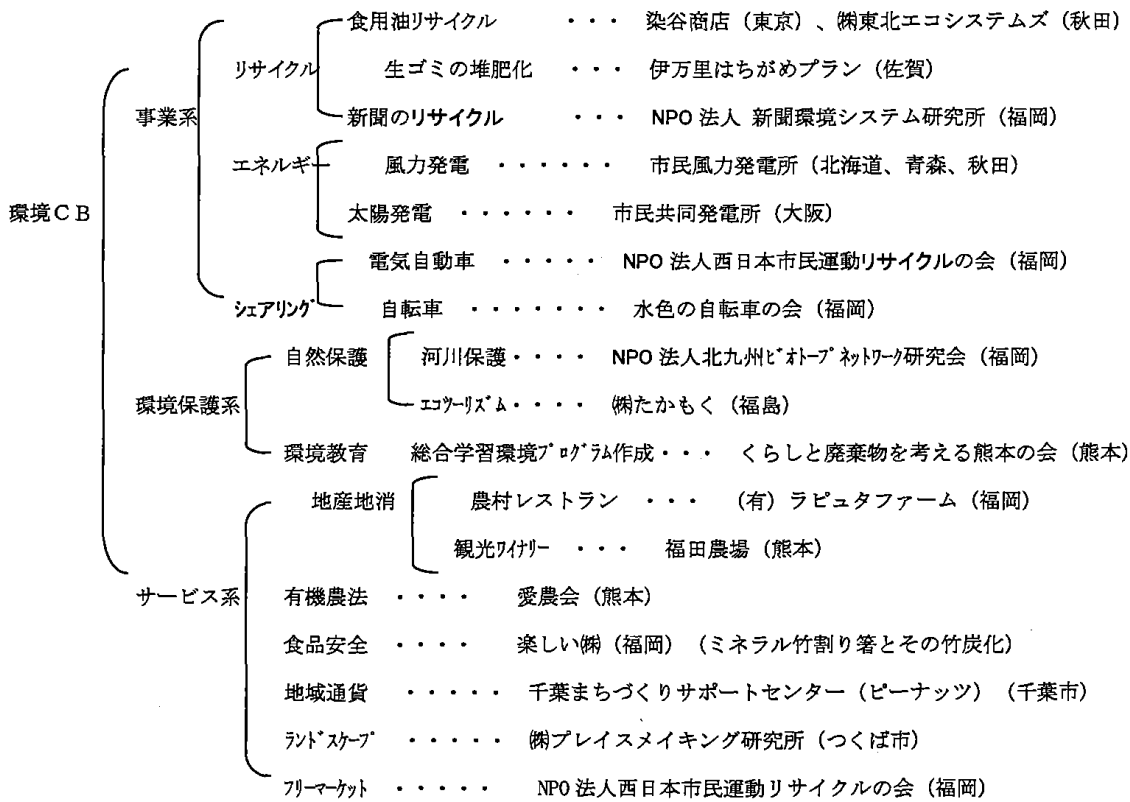 食用油リサイクル ・・・ 染谷商店（東京）、㈱東北エコシステムズ（秋田）
リサイクル 生ゴミの堆肥化 ・・・ 伊万里はちがめプラン（佐賀）
事業系 新聞のリサイクル ・・・ NPO 法人 新聞環境システム研究所（福岡）
エネルギー 風力発電 ・・・・・・ 市民風力発電所（北海道、青森、秋田）
環境ＣＢ 太陽発電 ・・・・・・ 市民共同発電所（大阪）
電気自動車 ・・・・・ NPO 法人西日本市民運動リサイクルの会（福岡）
ｼｪｱﾘﾝｸﾞ 自転車 ・・・・・・・ 水色の自転車の会（福岡）
自然保護 河川保護・・・・ NPO 法人北九州ﾋﾞｵﾄｰﾌﾟﾈｯﾄﾜｰｸ研究会（福岡）
環境保護系 ｴｺﾂｰﾘｽﾞﾑ・・・・ ㈱たかもく（福島）
環境教育 総合学習環境ﾌﾟﾛｸﾞﾗﾑ作成・・・ くらしと廃棄物を考える熊本の会（熊本）
地産地消 農村レストラン ・・・ （有）ラピュタファーム（福岡）
観光ﾜｲﾅﾘｰ ・・・ 福田農場（熊本）
サービス系 有機農法 ・・・・ 愛農会（熊本）
食品安全 ・・・・ 楽しい㈱（福岡）（ミネラル竹割り箸とその竹炭化）
地域通貨 ・・・・・ 千葉まちづくりサポートセンター（ピーナッツ）（千葉市）
ﾗﾝﾄﾞｽｹｰﾌﾟ ・・・・・ ㈱プレイスメイキング研究所（つくば市）
ﾌﾘｰﾏｰｹｯﾄ ・・・・・ NPO 法人西日本市民運動リサイクルの会（福岡）